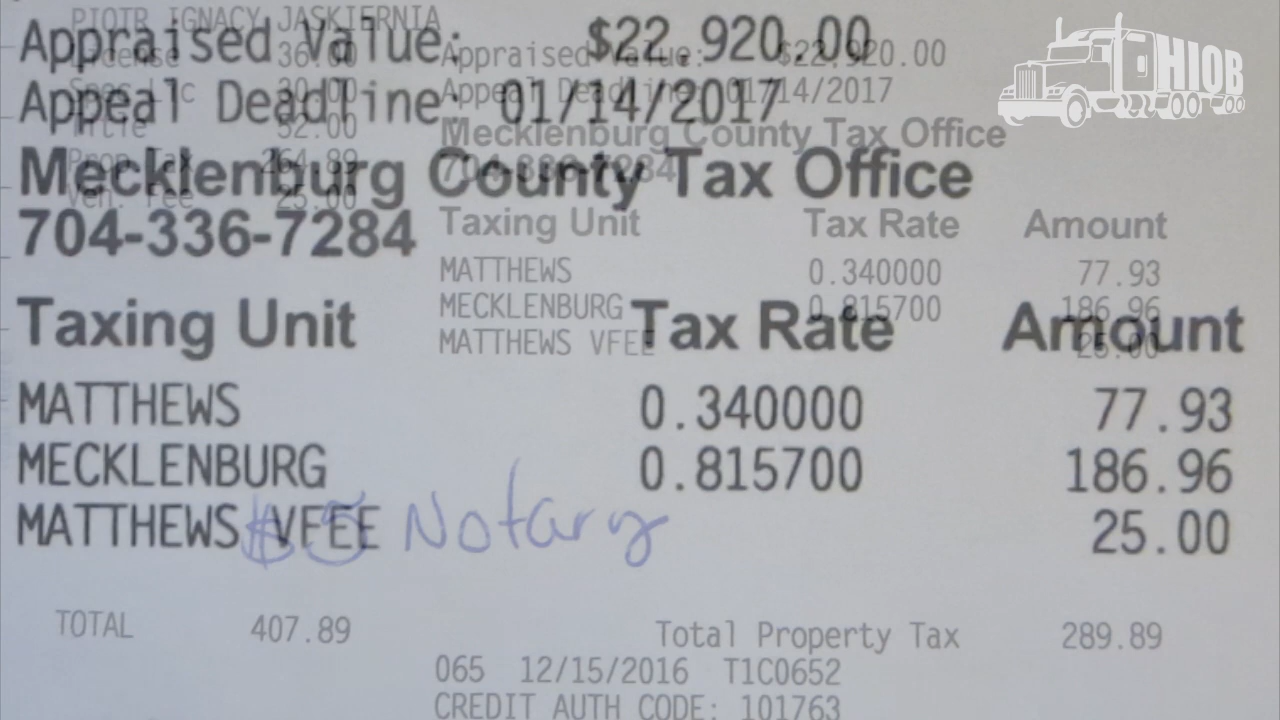 PIOTR IGNACY JASKIERNIA
License 36.00
30.00
Title 52.00
Prop Tax 264.89
Ven. Fee 25.00
Appraised Value: $22,920.00
Appeal Deadline: 01/14/2017
Mecklenburg County Tax Office
704-336-7284
Taxing Unit Tax Rate Amount
MATTHEWS 0.340000 77.93
MECKLENBURG 0.815700 186.96
MATTHEWS VFEE 25.00
Appraised Value: $22,920.00
Appeal Deadline: 01/14/2017
Mecklenburg County Tax Office
704-336-7284
Taxing Unit Tax Rate Amount
MATTHEWS 0.340000 77.93
MECKLENBURG 0.815700 186.96
MATTHEWS VFEE 25.00
$5 Notary
TOTAL 407.89 Total Property Tax 289.89
065 12/15/2016 T1C0652
CREDIT AUTH CODE: 101763
HIOB